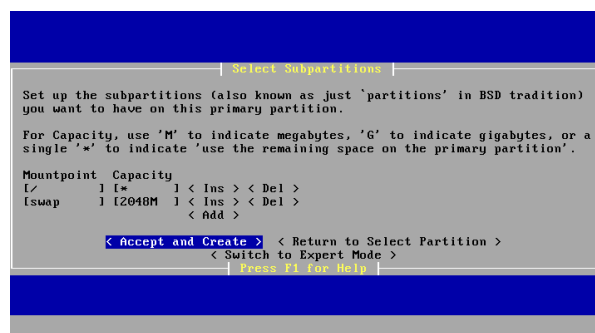 Select Subpartitions
Set up the subpartitions (also known as just `partitions' in BSD tradition)
you want to have on this primary partition.
For Capacity, use 'M' to indicate megabytes, 'G' to indicate gigabytes, or a
single '*' to indicate 'use the remaining space on the primary partition'.
Mountpoint Capacity
[/ ] [* ] < Ins > < Del >
[swap ] [2048M ] < Ins > < Del >
< Add >
< Accept and Create > < Return to Select Partition >
< Switch to Expert Mode >
Press F1 for Help